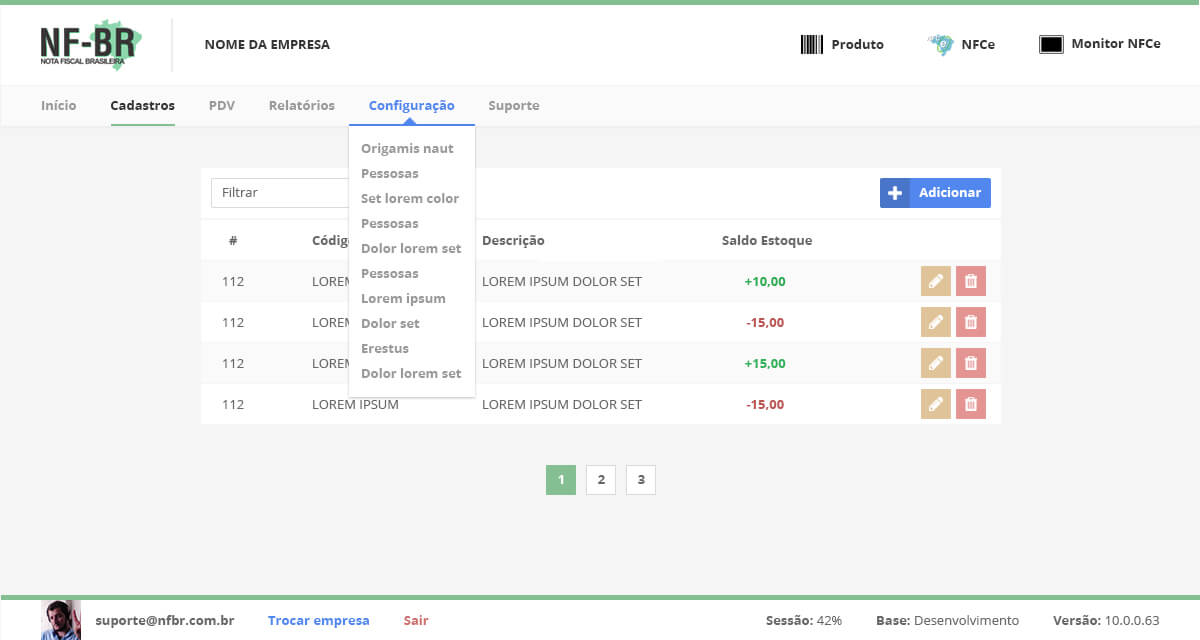 NF-BR
NOTA FISCAL BRASILEIRA
NOME DA EMPRESA
Produto
NFCe
Monitor NFCe
Início Cadastros PDV Relatórios Configuração Suporte
Origamis naut
Pessosas
Set lorem color
Pessosas
Dolor lorem set
Pessosas
Lorem ipsum
Dolor set
Erestus
Dolor lorem set
Filtrar
Adicionar
# Códig Descrição Saldo Estoque
112 LOREM LOREM IPSUM DOLOR SET +10,00
112 LOREM LOREM IPSUM DOLOR SET -15,00
112 LOREM LOREM IPSUM DOLOR SET +15,00
112 LOREM IPSUM LOREM IPSUM DOLOR SET -15,00
1 2 3
suporte@nfbr.com.br Trocar empresa Sair Sessão: 42% Base: Desenvolvimento Versão: 10.0.0.63